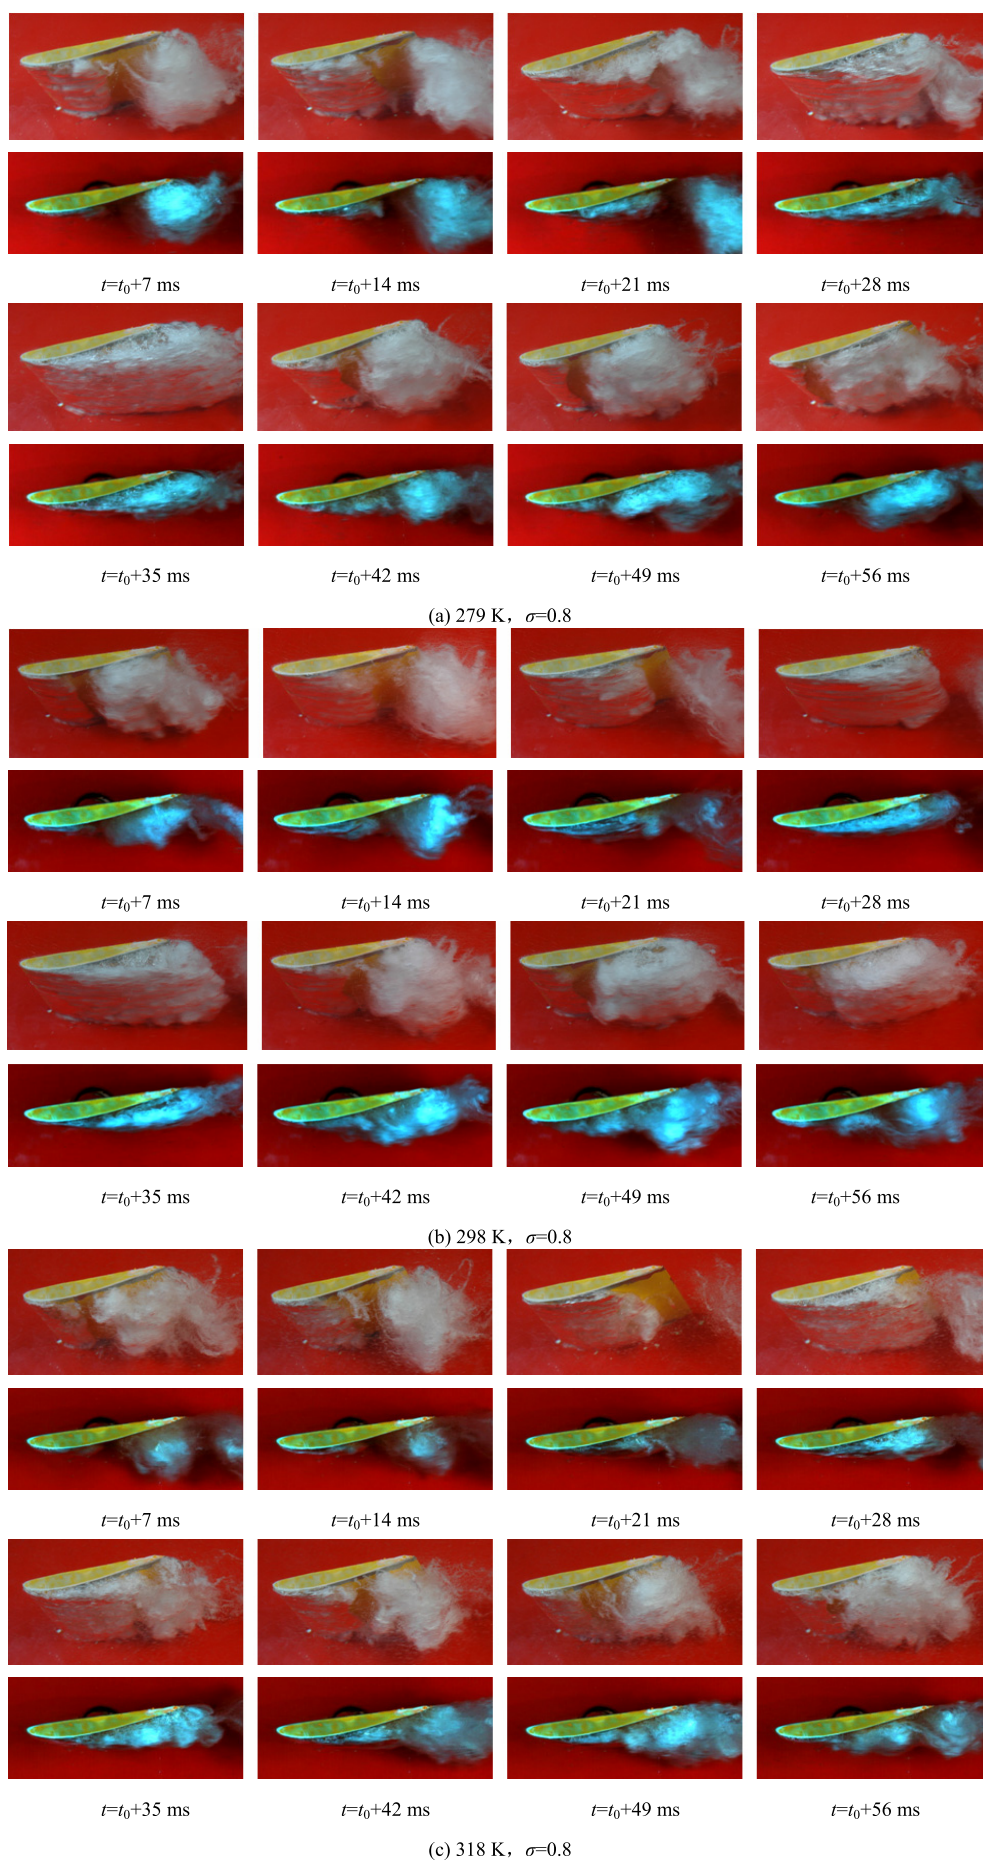 t=t0+7 ms t=t0+14 ms t=t0+21 ms t=t0+28 ms
t=t0+35 ms t=t0+42 ms t=t0+49 ms t=t0+56 ms
(a) 279 K，σ=0.8
t=t0+7 ms t=t0+14 ms t=t0+21 ms t=t0+28 ms
t=t0+35 ms t=t0+42 ms t=t0+49 ms t=t0+56 ms
(b) 298 K，σ=0.8
t=t0+7 ms t=t0+14 ms t=t0+21 ms t=t0+28 ms
t=t0+35 ms t=t0+42 ms t=t0+49 ms t=t0+56 ms
(c) 318 K，σ=0.8